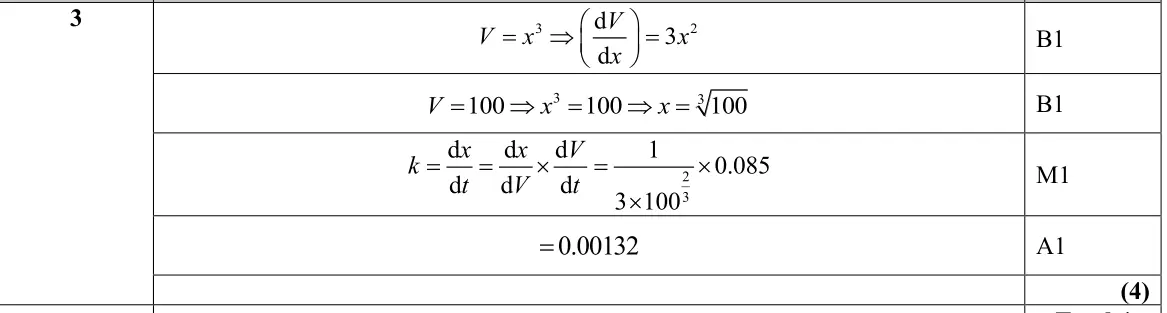 3
V = x³ ⇒ (dV/dx) = 3x² B1
V = 100 ⇒ x³ = 100 ⇒ x = ∛100 B1
k = dx/dt = dx/dV × dV/dt = 1/(3×100^(2/3)) × 0.085 M1
= 0.00132 A1
(4)